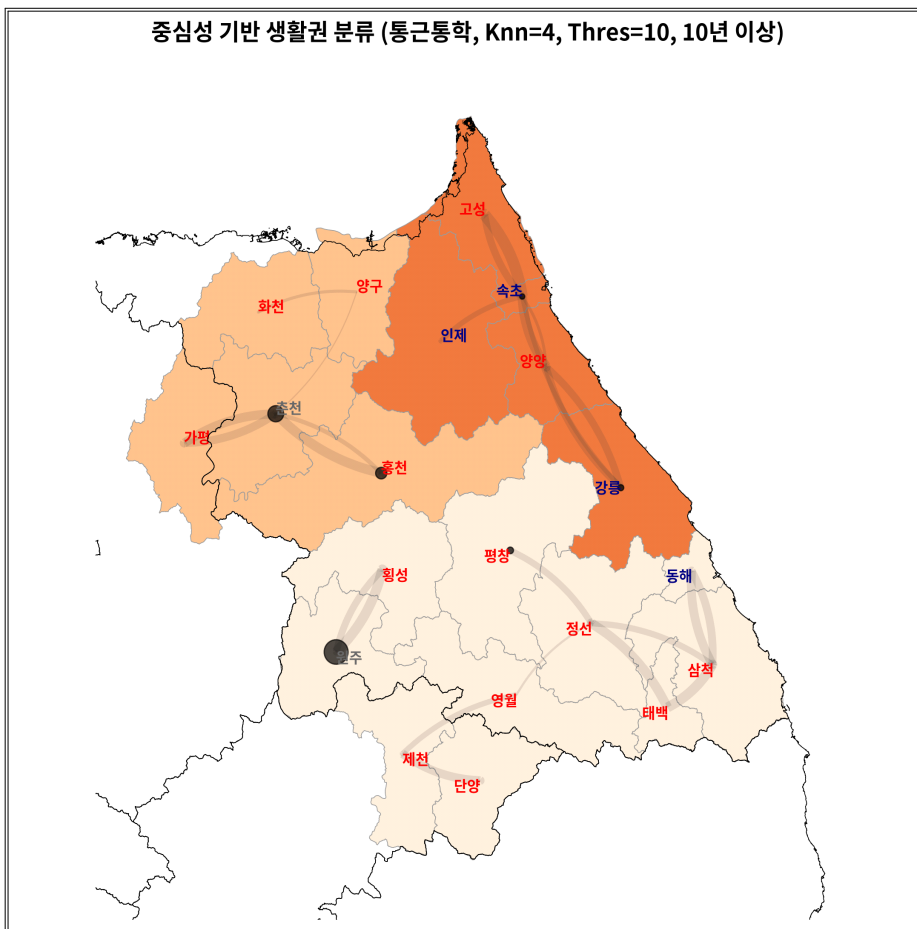 중심성 기반 생활권 분류 (통근통학, Knn=4, Thres=10, 10년 이상)
고성
양구
속초
화천
인제
양양
춘천
가평
홍천
강릉
평창
횡성
동해
정선
원주
삼척
영월
태백
제천
단양